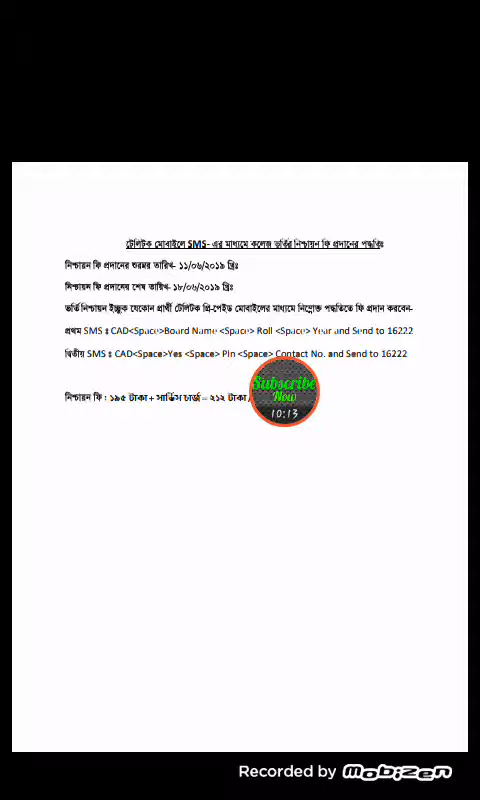 টেলিটক মোবাইলে SMS- এর মাধ্যমে কলেজ ভর্তির নিশ্চায়ন ফি প্রদানের পদ্ধতিঃ
নিশ্চায়ন ফি প্রদানের শুরুর তারিখ- ১১/০৬/২০১৯ খ্রিঃ
নিশ্চায়ন ফি প্রদানের শেষ তারিখ- ১৮/০৬/২০১৯ খ্রিঃ
ভর্তি নিশ্চায়ন ইচ্ছুক যেকোন প্রার্থী টেলিটক প্রি-পেইড মোবাইলের মাধ্যমে নিম্নোক্ত পদ্ধতিতে ফি প্রদান করবেন-
প্রথম SMS ঃ CAD<Space>Board Name <Space> Roll <Space> Year and Send to 16222
দ্বিতীয় SMS ঃ CAD<Space>Yes <Space> Pin <Space> Contact No. and Send to 16222
নিশ্চায়ন ফি : ১৯৫ টাকা + সার্ভিস চার্জ = ২১২ টাকা /
Subscribe
Now
10:13
Recorded by Mobizen